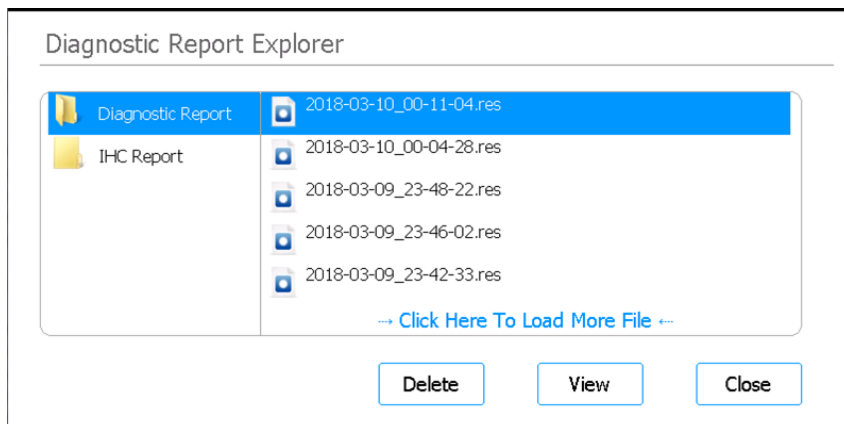 Diagnostic Report Explorer
Diagnostic Report
IHC Report
2018-03-10_00-11-04.res
2018-03-10_00-04-28.res
2018-03-09_23-48-22.res
2018-03-09_23-46-02.res
2018-03-09_23-42-33.res
⤑ Click Here To Load More File ⬸
Delete View Close